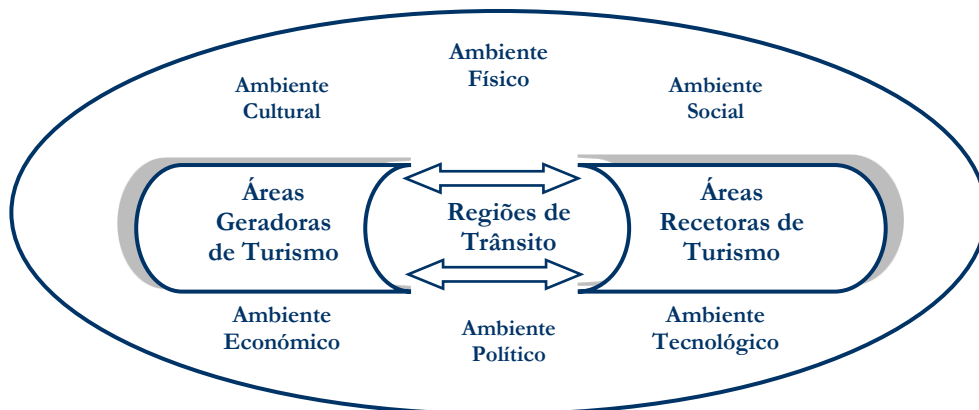 Ambiente
Físico
Ambiente
Cultural
Ambiente
Social
Áreas
Geradoras
de Turismo
Regiões de
Trânsito
Áreas
Recetoras de
Turismo
Ambiente
Económico
Ambiente
Político
Ambiente
Tecnológico